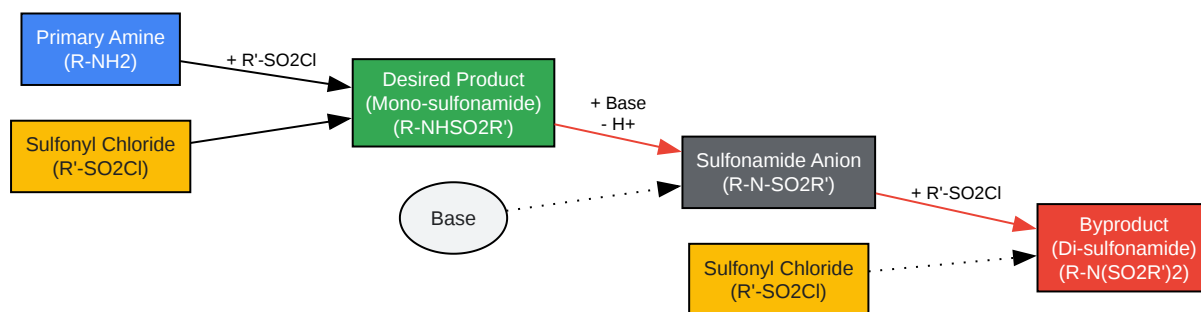 Primary Amine
(R-NH2)
+ R'-SO2Cl
Sulfonyl Chloride
(R'-SO2Cl)
Desired Product
(Mono-sulfonamide)
(R-NHSO2R')
+ Base
- H+
Base
Sulfonamide Anion
(R-N-SO2R')
+ R'-SO2Cl
Sulfonyl Chloride
(R'-SO2Cl)
Byproduct
(Di-sulfonamide)
(R-N(SO2R')2)